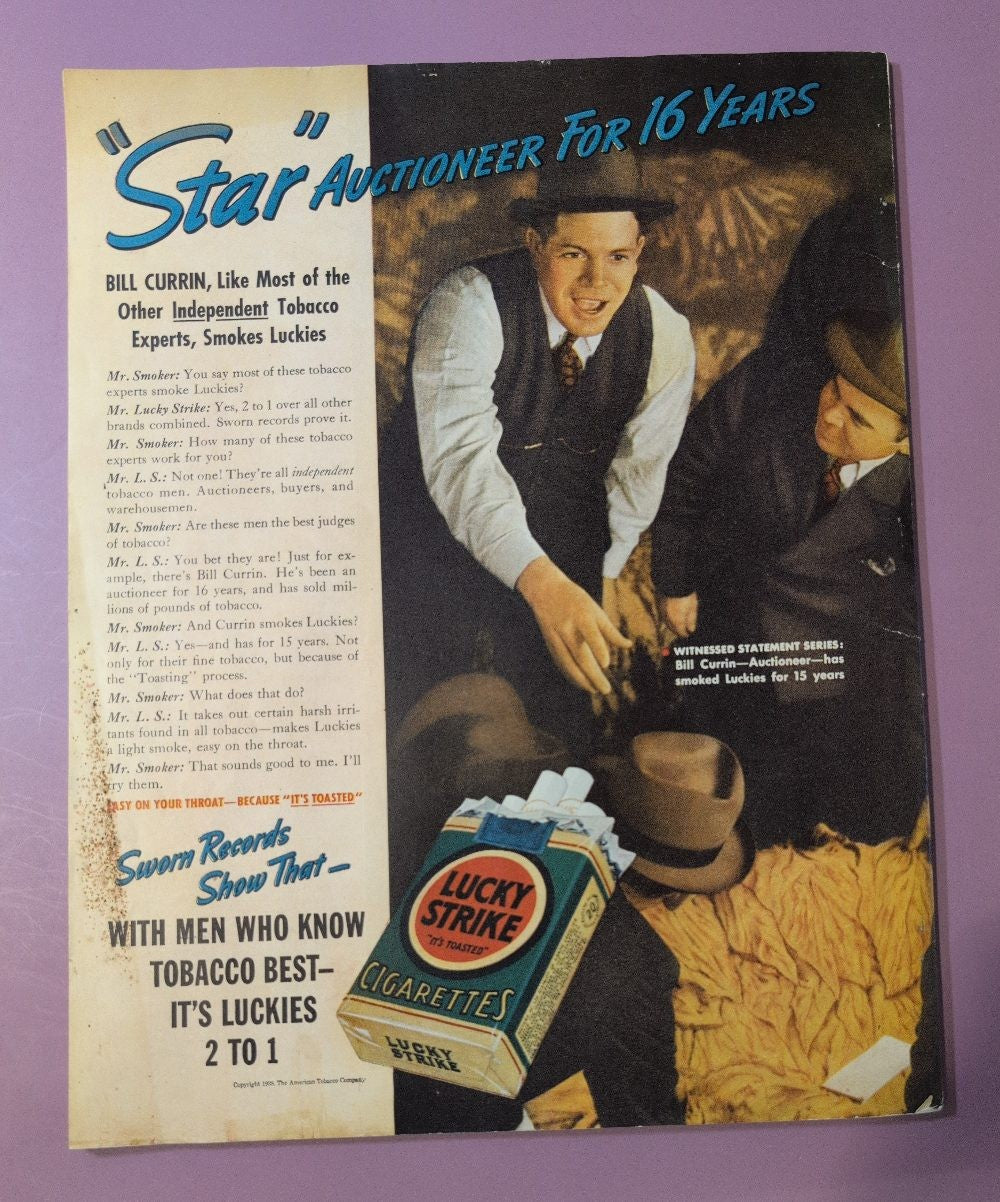 "Star" AUCTIONEER FOR 16 YEARS
BILL CURRIN, Like Most of the
Other Independent Tobacco
Experts, Smokes Luckies
Mr. Smoker: You say most of these tobacco
experts smoke Luckies?
Mr. Lucky Strike: Yes, 2 to 1 over all other
brands combined. Sworn records prove it.
Mr. Smoker: How many of these tobacco
experts work for you?
Mr. L. S.: Not one! They're all independent
tobacco men. Auctioneers, buyers, and
warehousemen.
Mr. Smoker: Are these men the best judges
of tobacco?
Mr. L. S.: You bet they are! Just for ex-
ample, there's Bill Currin. He's been an
auctioneer for 16 years, and has sold mil-
lions of pounds of tobacco.
Mr. Smoker: And Currin smokes Luckies?
Mr. L. S.: Yes—and has for 15 years. Not
only for their fine tobacco, but because of
the "Toasting" process.
Mr. Smoker: What does that do?
Mr. L. S.: It takes out certain harsh irri-
tants found in all tobacco—makes Luckies
a light smoke, easy on the throat.
Mr. Smoker: That sounds good to me. I'll
try them.
EASY ON YOUR THROAT—BECAUSE "IT'S TOASTED"
Sworn Records
Show That—
WITH MEN WHO KNOW
TOBACCO BEST—
IT'S LUCKIES
2 TO 1
Copyright 1938, The American Tobacco Company
WITNESSED STATEMENT SERIES:
Bill Currin—Auctioneer—has
smoked Luckies for 15 years
LUCKY
STRIKE
"IT'S TOASTED"
CIGARETTES
LUCKY
STRIKE
20